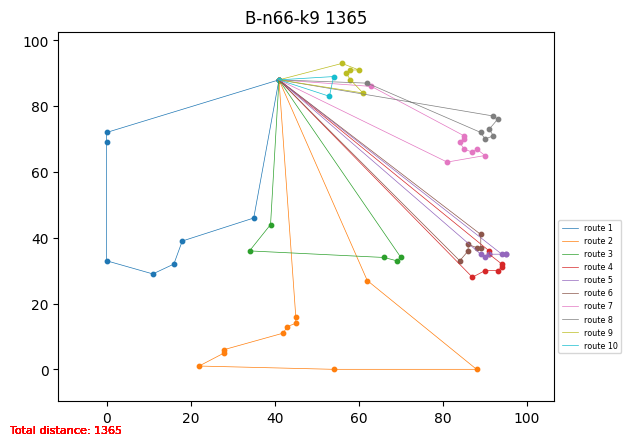 B-n66-k9 1365
100
80
60
40
20
0
0 20 40 60 80 100
route 1
route 2
route 3
route 4
route 5
route 6
route 7
route 8
route 9
route 10
Total distance: 1365